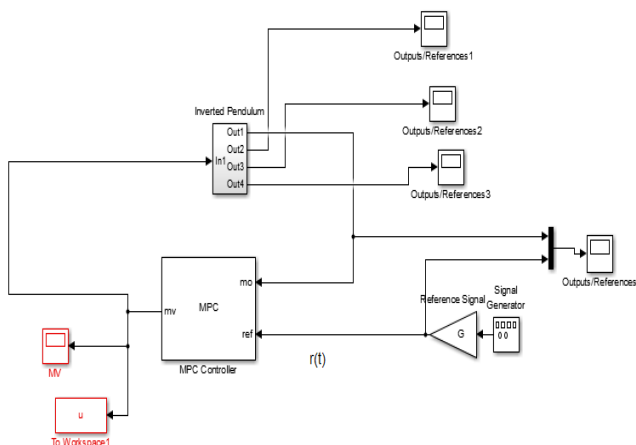 Outputs/References1
Inverted Pendulum
Out1
Out2
In1
Out3
Out4
Outputs/References2
Outputs/References3
mo
mv
MPC
ref
MPC Controller
Reference Signal
G
Signal
Generator
Outputs/References
r(t)
MV
u
To Workspace1